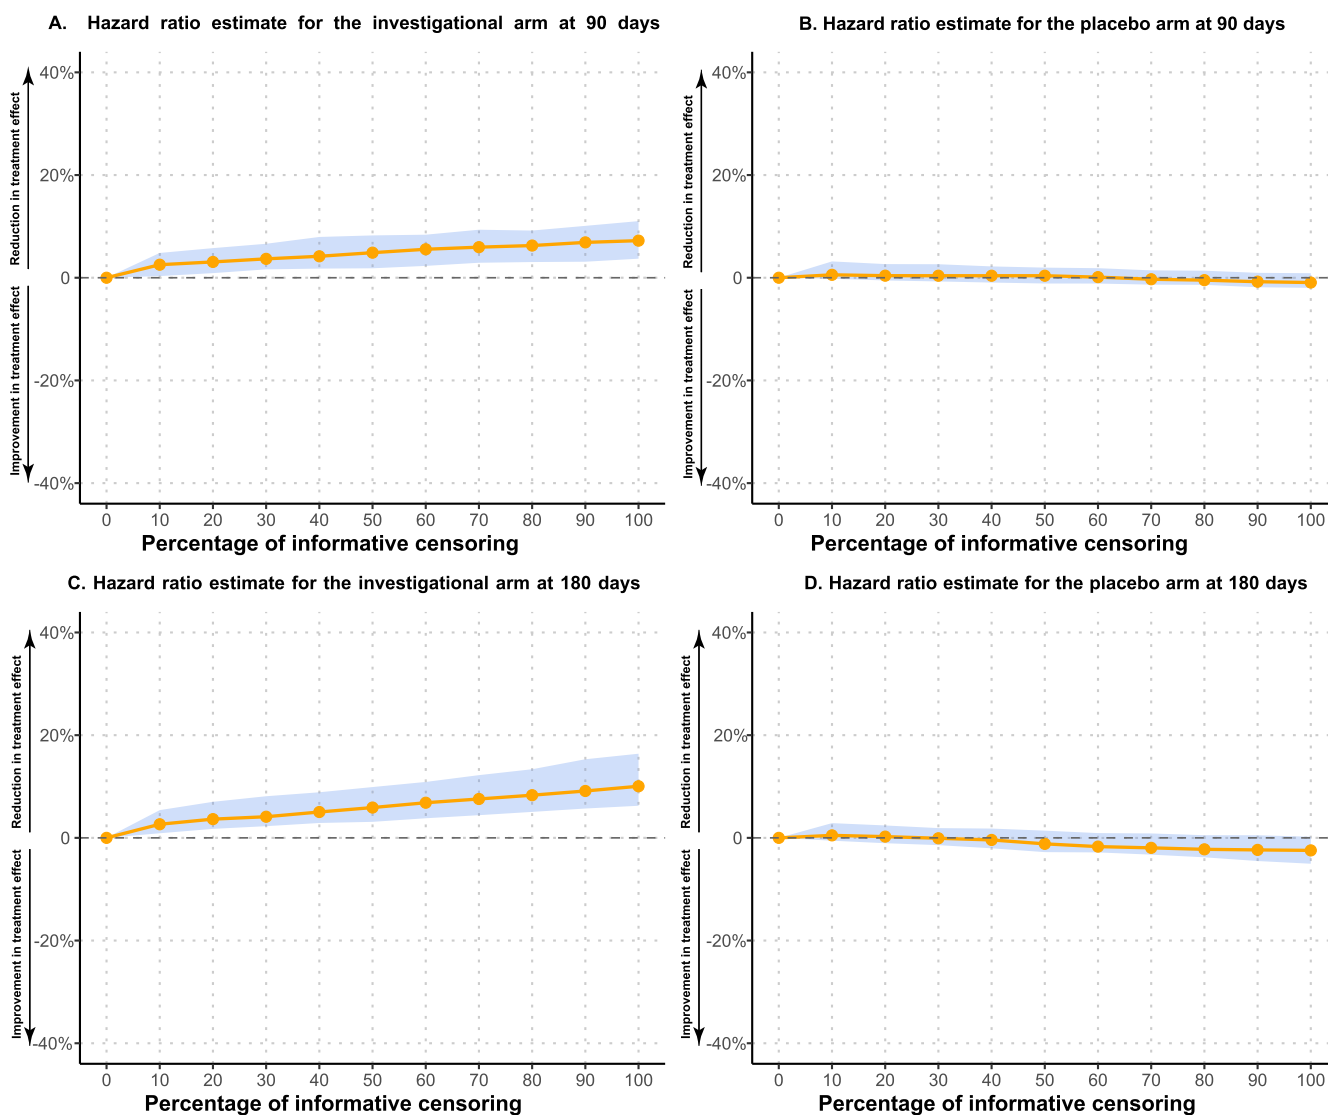 A. Hazard ratio estimate for the investigational arm at 90 days
Reduction in treatment effect
Improvement in treatment effect
40%
20%
0
-20%
-40%
0 10 20 30 40 50 60 70 80 90 100
Percentage of informative censoring
B. Hazard ratio estimate for the placebo arm at 90 days
Reduction in treatment effect
Improvement in treatment effect
40%
20%
0
-20%
-40%
0 10 20 30 40 50 60 70 80 90 100
Percentage of informative censoring
C. Hazard ratio estimate for the investigational arm at 180 days
Reduction in treatment effect
Improvement in treatment effect
40%
20%
0
-20%
-40%
0 10 20 30 40 50 60 70 80 90 100
Percentage of informative censoring
D. Hazard ratio estimate for the placebo arm at 180 days
Reduction in treatment effect
Improvement in treatment effect
40%
20%
0
-20%
-40%
0 10 20 30 40 50 60 70 80 90 100
Percentage of informative censoring